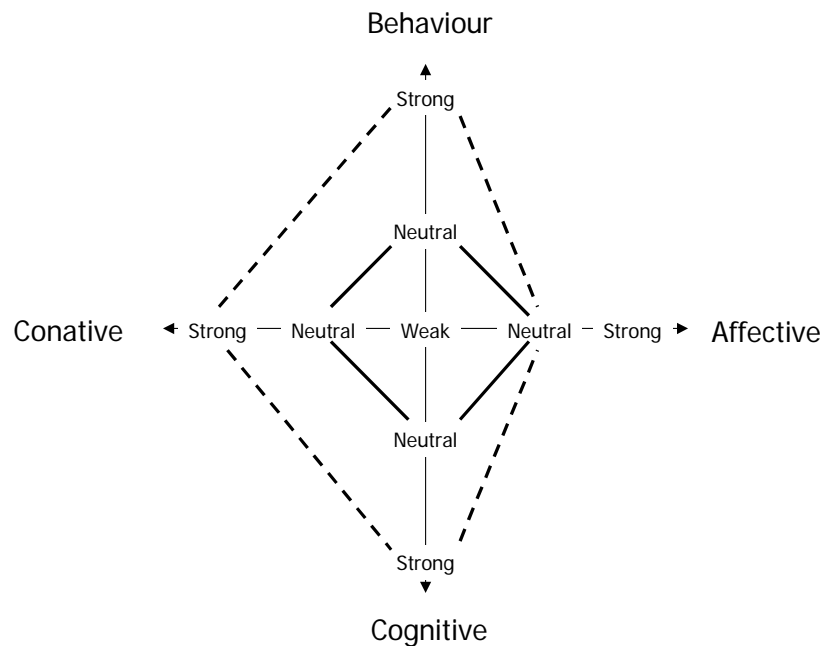 Behaviour
Strong
Neutral
Conative Strong Neutral Weak Neutral Strong Affective
Neutral
Strong
Cognitive